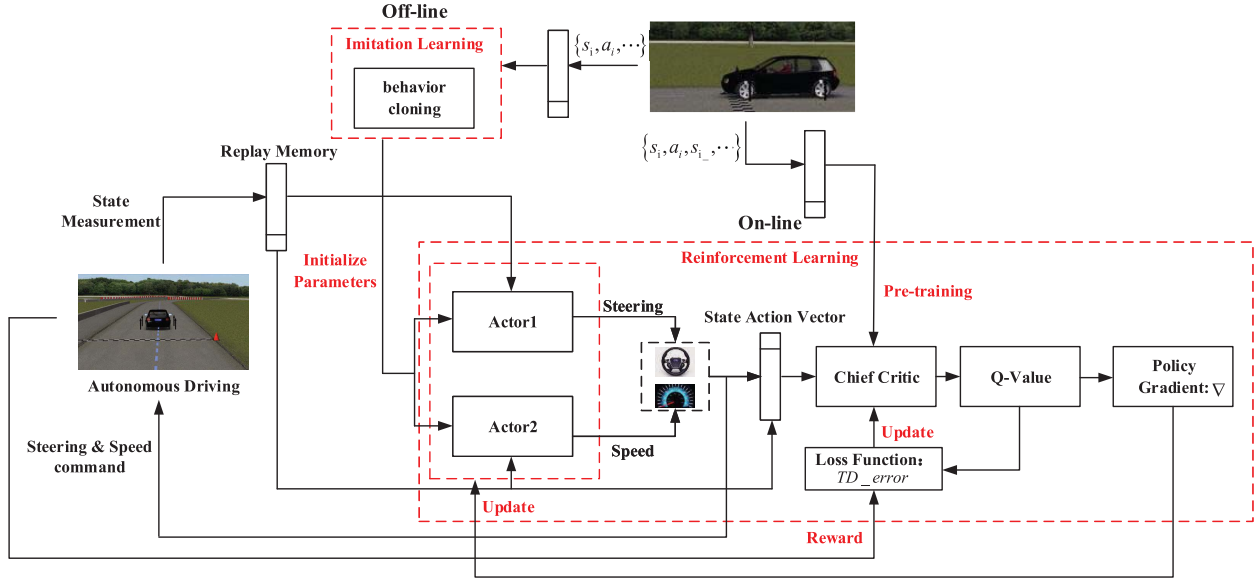 Off-line
Imitation Learning
behavior
cloning
{s_i, a_i, ⋯}
{s_i, a_i, s_{i_}, ⋯}
Replay Memory
State
Measurement
On-line
Initialize
Parameters
Reinforcement Learning
Pre-training
Actor1
Steering
State Action Vector
Chief Critic
Q-Value
Policy
Gradient: ∇
Autonomous Driving
Actor2
Speed
Update
Steering & Speed
command
Loss Function：
TD_error
Update
Reward